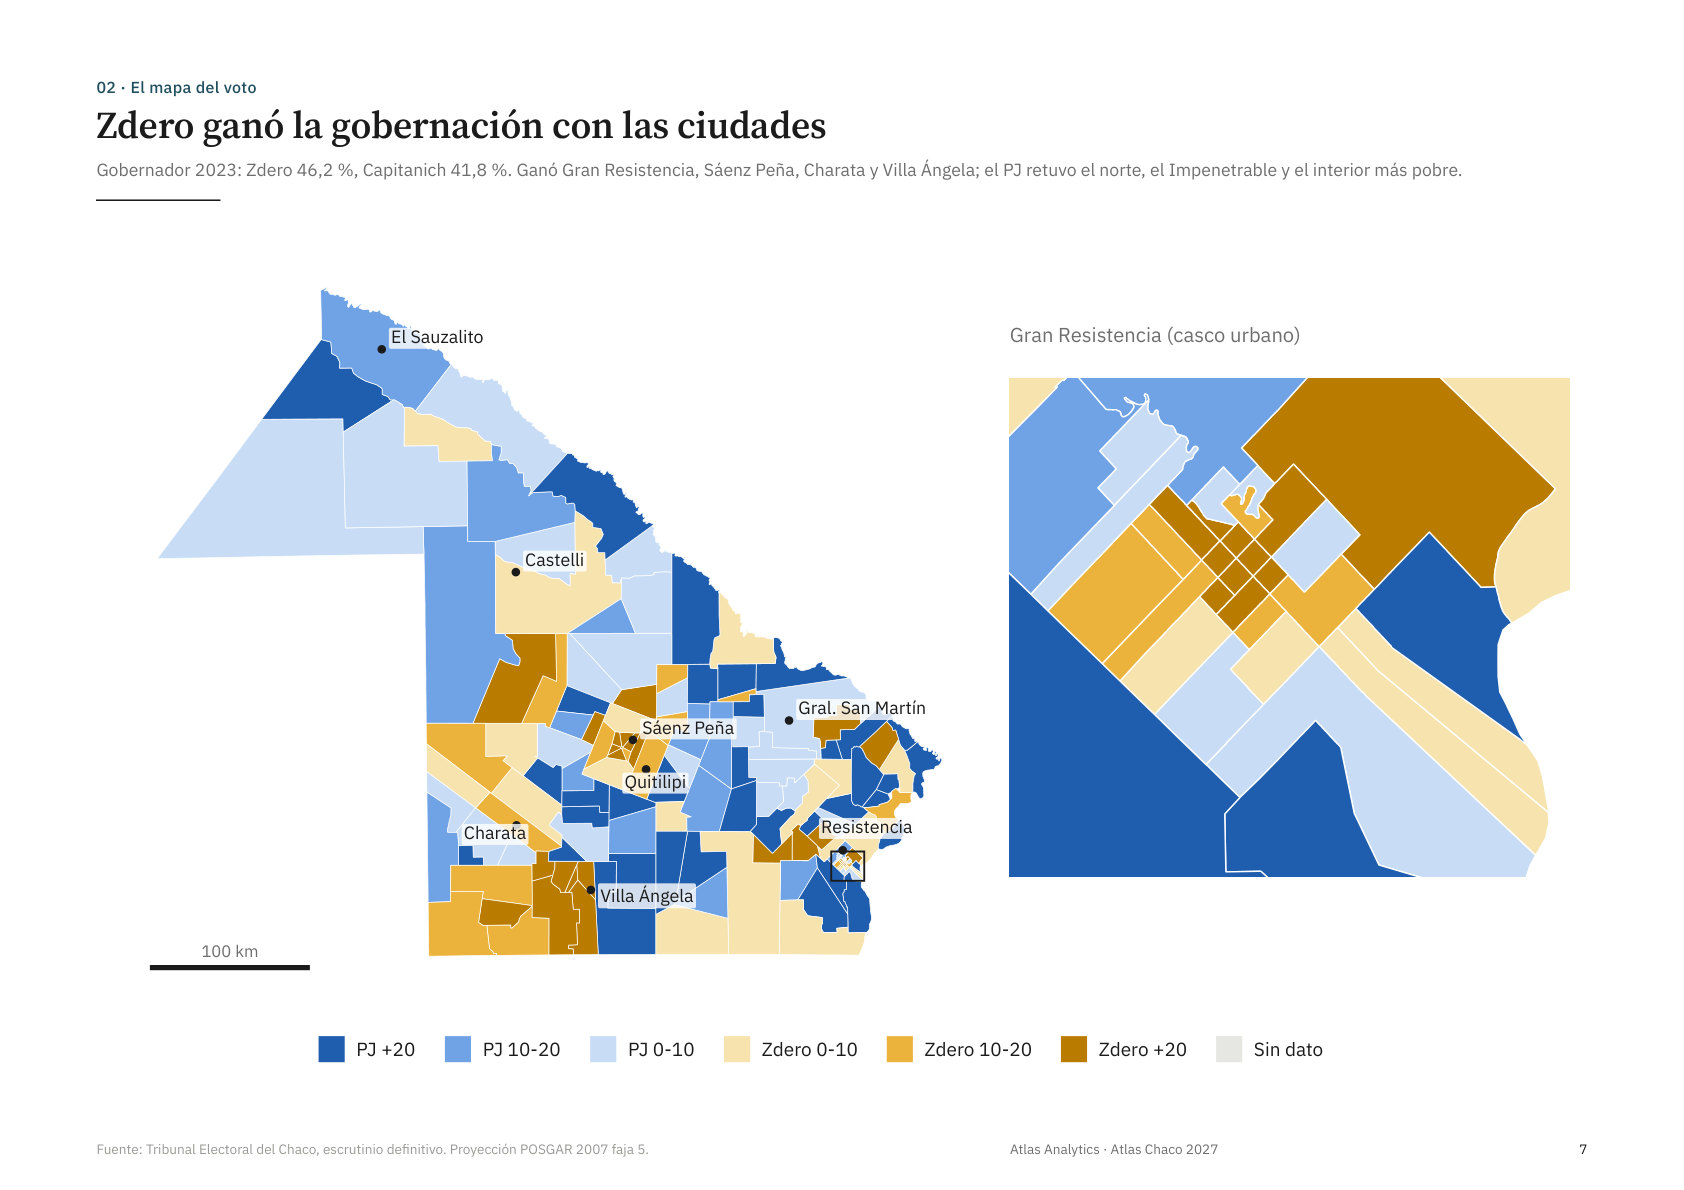 02 · El mapa del voto
Zdero ganó la gobernación con las ciudades
Gobernador 2023: Zdero 46,2 %, Capitanich 41,8 %. Ganó Gran Resistencia, Sáenz Peña, Charata y Villa Ángela; el PJ retuvo el norte, el Impenetrable y el interior más pobre.
Gran Resistencia (casco urbano)
El Sauzalito
Castelli
Gral. San Martín
Sáenz Peña
Quitilipi
Charata
Resistencia
Villa Ángela
100 km
PJ +20
PJ 10-20
PJ 0-10
Zdero 0-10
Zdero 10-20
Zdero +20
Sin dato
Fuente: Tribunal Electoral del Chaco, escrutinio definitivo. Proyección POSGAR 2007 faja 5.
Atlas Analytics · Atlas Chaco 2027
7